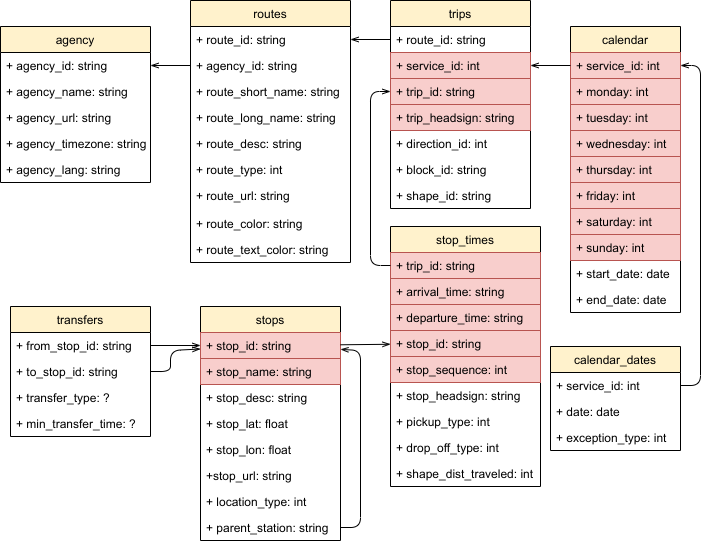 agency
+ agency_id: string
+ agency_name: string
+ agency_url: string
+ agency_timezone: string
+ agency_lang: string
routes
+ route_id: string
+ agency_id: string
+ route_short_name: string
+ route_long_name: string
+ route_desc: string
+ route_type: int
+ route_url: string
+ route_color: string
+ route_text_color: string
trips
+ route_id: string
+ service_id: int
+ trip_id: string
+ trip_headsign: string
+ direction_id: int
+ block_id: string
+ shape_id: string
calendar
+ service_id: int
+ monday: int
+ tuesday: int
+ wednesday: int
+ thursday: int
+ friday: int
+ saturday: int
+ sunday: int
+ start_date: date
+ end_date: date
transfers
+ from_stop_id: string
+ to_stop_id: string
+ transfer_type: ?
+ min_transfer_time: ?
stops
+ stop_id: string
+ stop_name: string
+ stop_desc: string
+ stop_lat: float
+ stop_lon: float
+stop_url: string
+ location_type: int
+ parent_station: string
stop_times
+ trip_id: string
+ arrival_time: string
+ departure_time: string
+ stop_id: string
+ stop_sequence: int
+ stop_headsign: string
+ pickup_type: int
+ drop_off_type: int
+ shape_dist_traveled: int
calendar_dates
+ service_id: int
+ date: date
+ exception_type: int